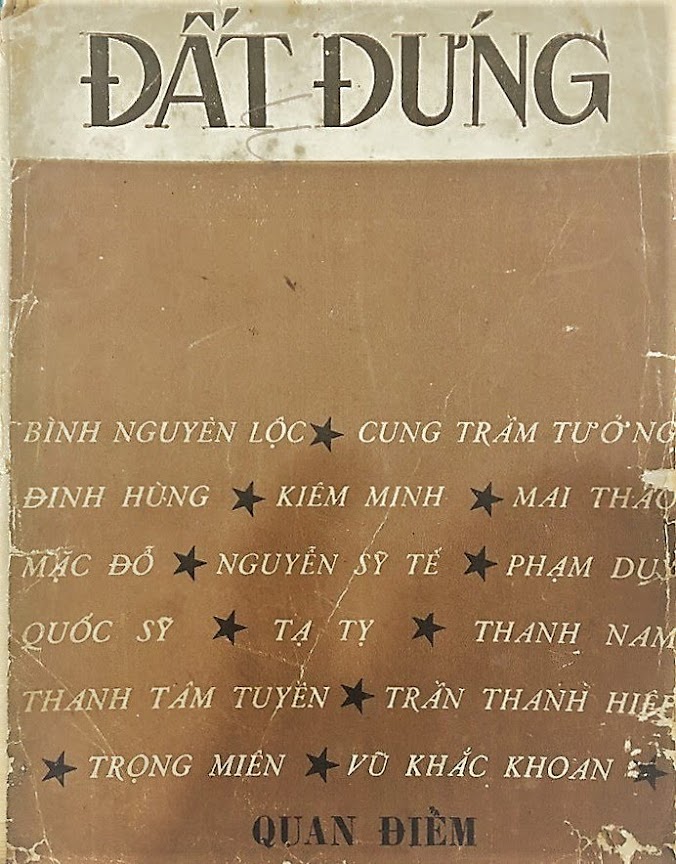 ĐẤT ĐỨNG
BÌNH NGUYÊN LỘC ★ CUNG TRẦM TƯỞNG
ĐINH HÙNG ★ KIÊM MINH ★ MAI THẢO
MẶC ĐỖ ★ NGUYỄN SỸ TẾ ★ PHẠM DUY
QUỐC SỸ ★ TẠ TỴ ★ THANH NAM
THANH TÂM TUYỀN ★ TRẦN THANH HIỆP
★ TRỌNG MIÊN ★ VŨ KHẮC KHOAN ★
QUAN ĐIỂM